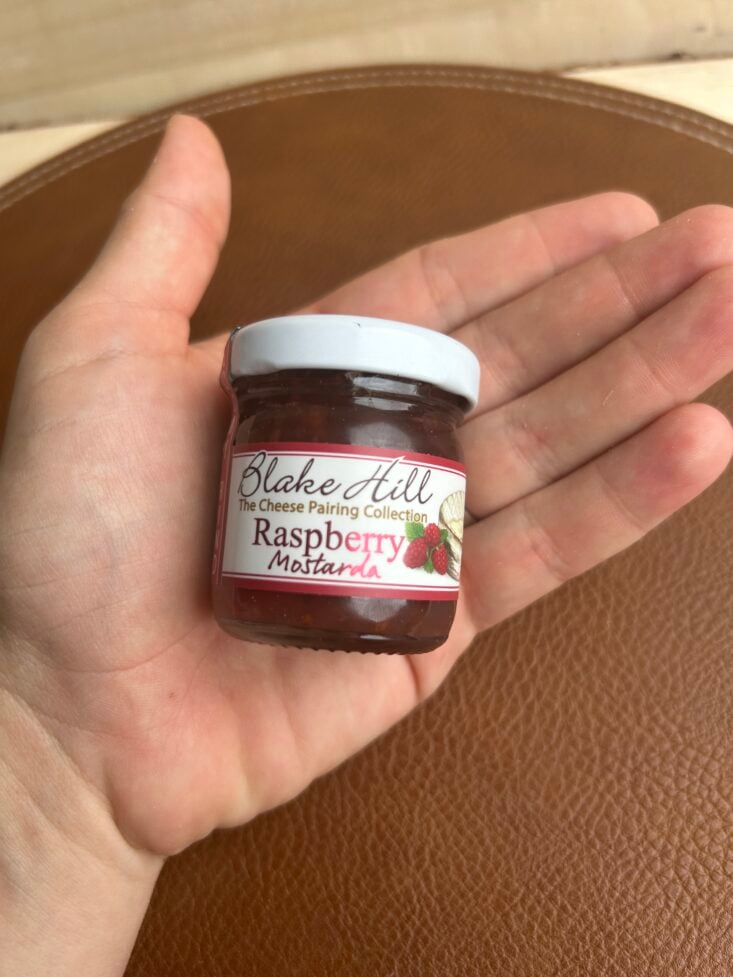 Blake Hill
The Cheese Pairing Collection
Raspberry
Mostarda